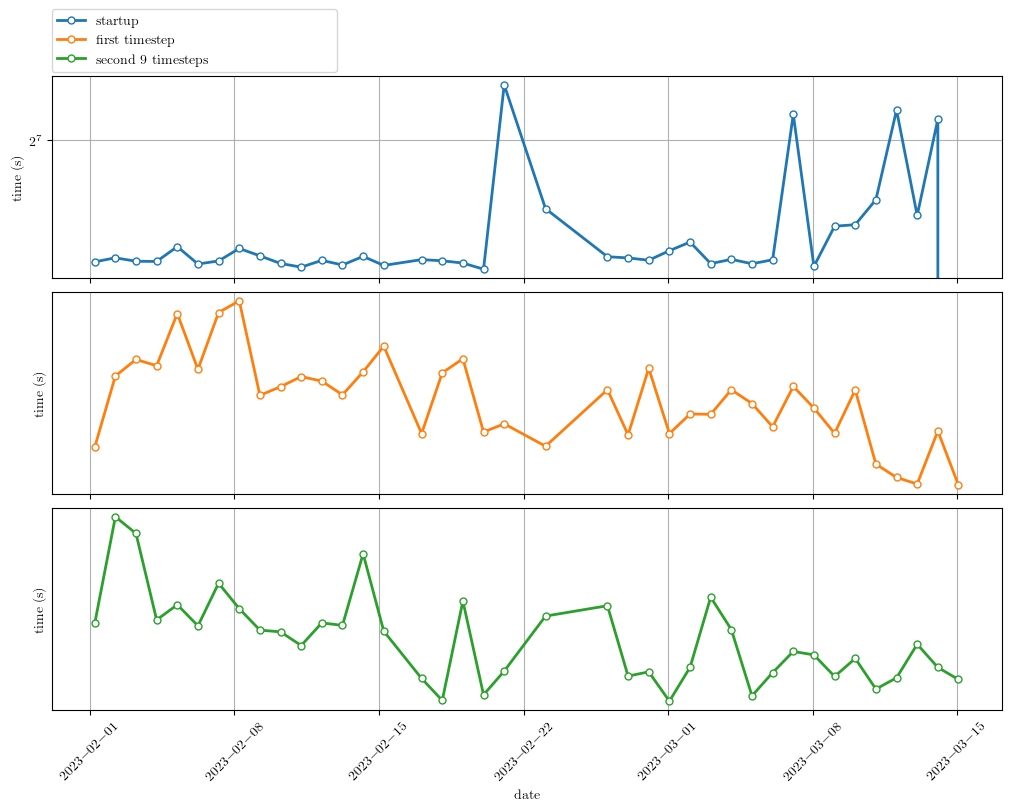 startup
first timestep
second 9 timesteps
2^7
time (s)
time (s)
time (s)
2023−02−01
2023−02−08
2023−02−15
2023−02−22
2023−03−01
2023−03−08
2023−03−15
date